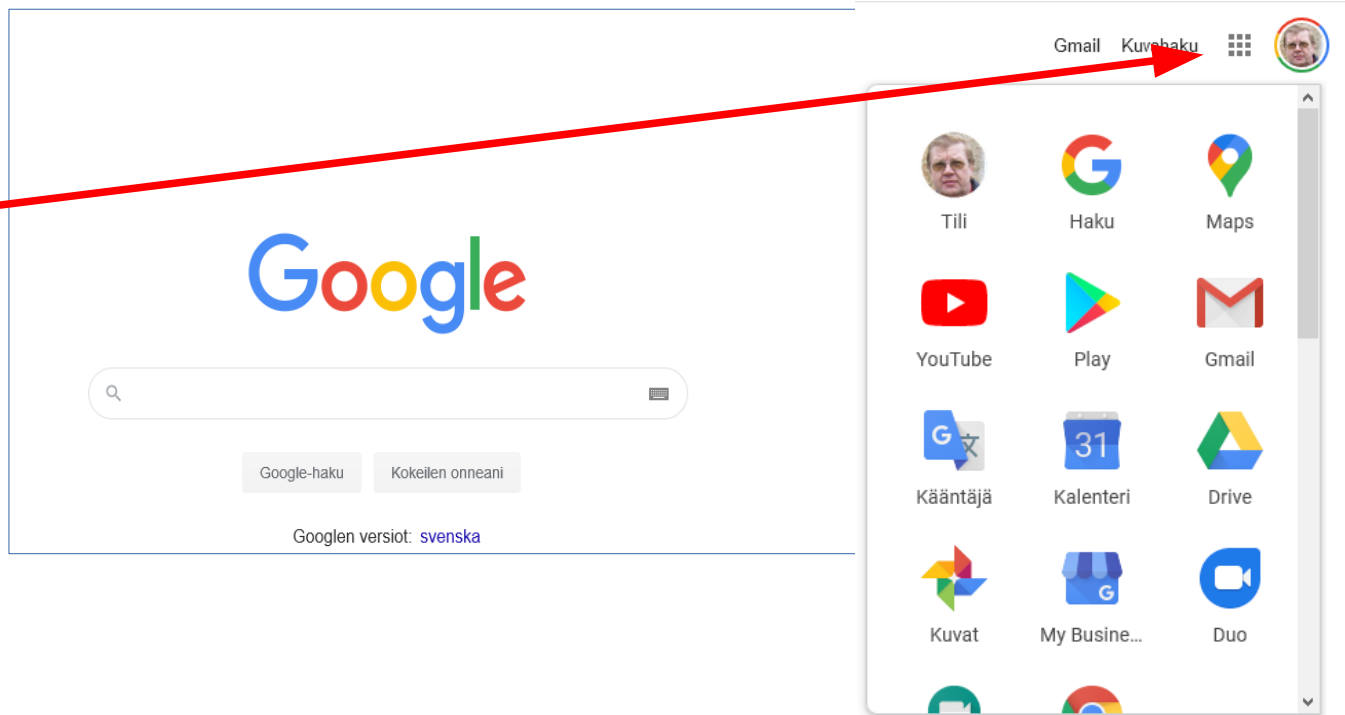 Gmail Kuvahaku
Tili Haku Maps
YouTube Play Gmail
G 文
31
Kääntäjä Kalenteri Drive
G
Kuvat My Busine... Duo
Google
Google-haku Kokeilen onneani
Googlen versiot: svenska